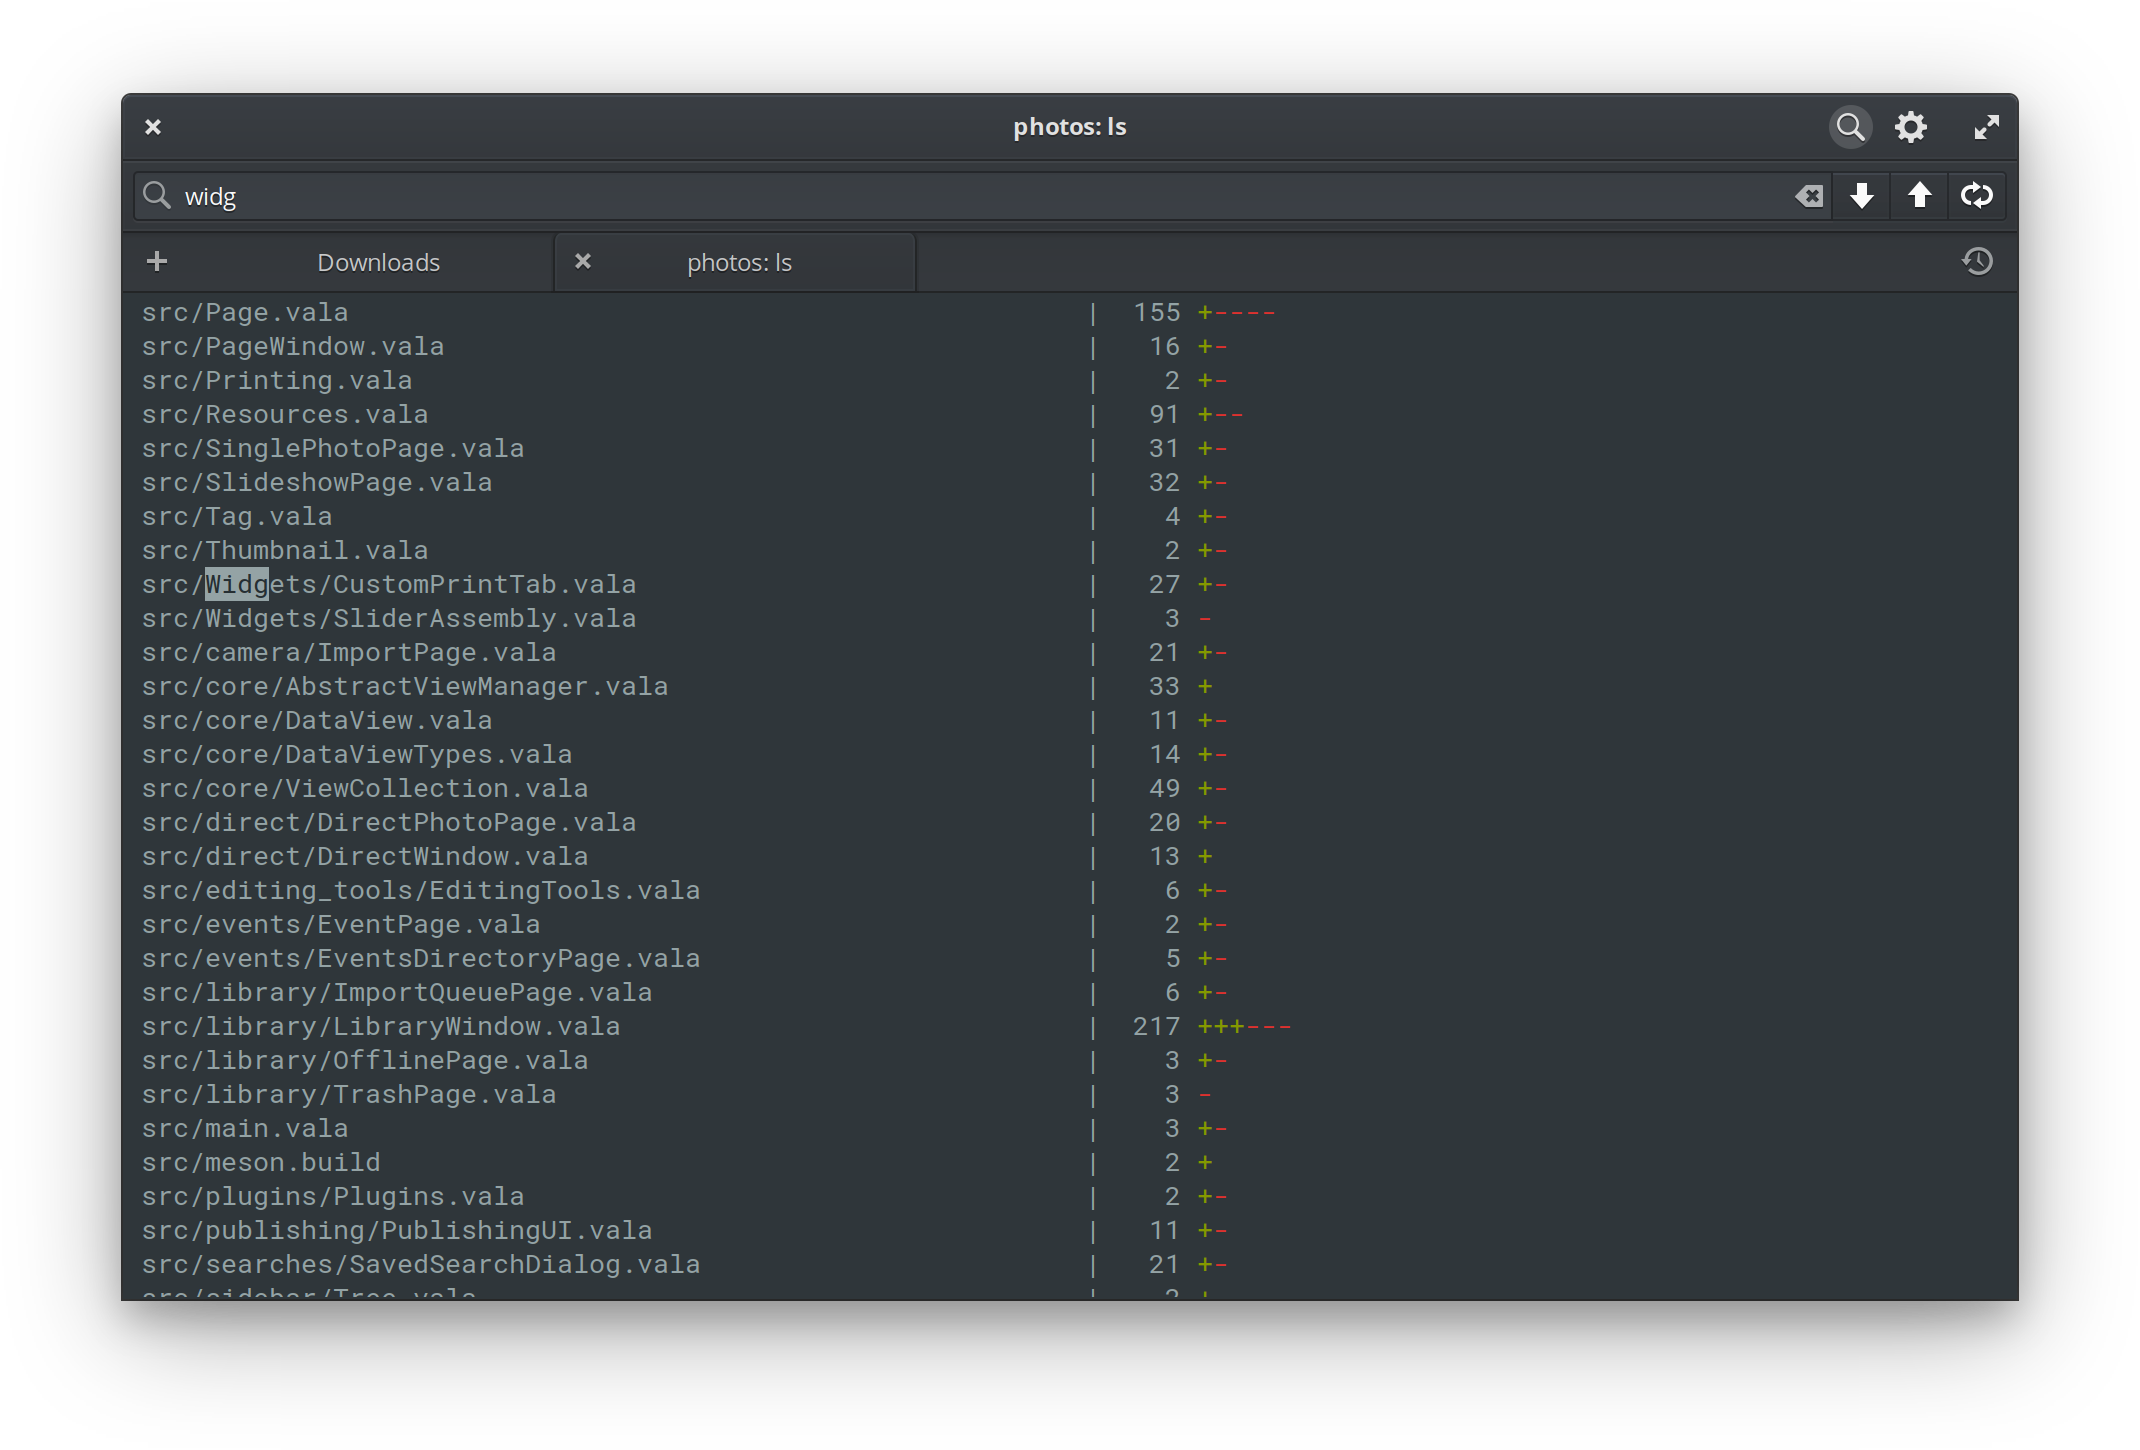 photos: ls
widg
Downloads
photos: ls
src/Page.vala | 155 +----
src/PageWindow.vala | 16 +-
src/Printing.vala | 2 +-
src/Resources.vala | 91 +--
src/SinglePhotoPage.vala | 31 +-
src/SlideshowPage.vala | 32 +-
src/Tag.vala | 4 +-
src/Thumbnail.vala | 2 +-
src/Widgets/CustomPrintTab.vala | 27 +-
src/Widgets/SliderAssembly.vala | 3 -
src/camera/ImportPage.vala | 21 +-
src/core/AbstractViewManager.vala | 33 +
src/core/DataView.vala | 11 +-
src/core/DataViewTypes.vala | 14 +-
src/core/ViewCollection.vala | 49 +-
src/direct/DirectPhotoPage.vala | 20 +-
src/direct/DirectWindow.vala | 13 +
src/editing_tools/EditingTools.vala | 6 +-
src/events/EventPage.vala | 2 +-
src/events/EventsDirectoryPage.vala | 5 +-
src/library/ImportQueuePage.vala | 6 +-
src/library/LibraryWindow.vala | 217 +++---
src/library/OfflinePage.vala | 3 +-
src/library/TrashPage.vala | 3 -
src/main.vala | 3 +-
src/meson.build | 2 +
src/plugins/Plugins.vala | 2 +-
src/publishing/PublishingUI.vala | 11 +-
src/searches/SavedSearchDialog.vala | 21 +-